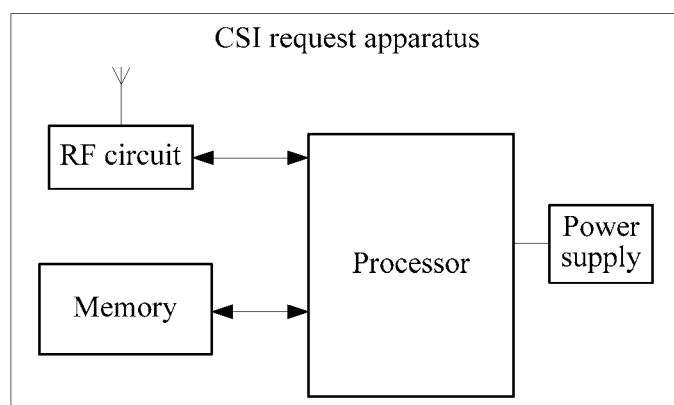 CSI request apparatus
RF circuit
Processor
Power
supply
Memory